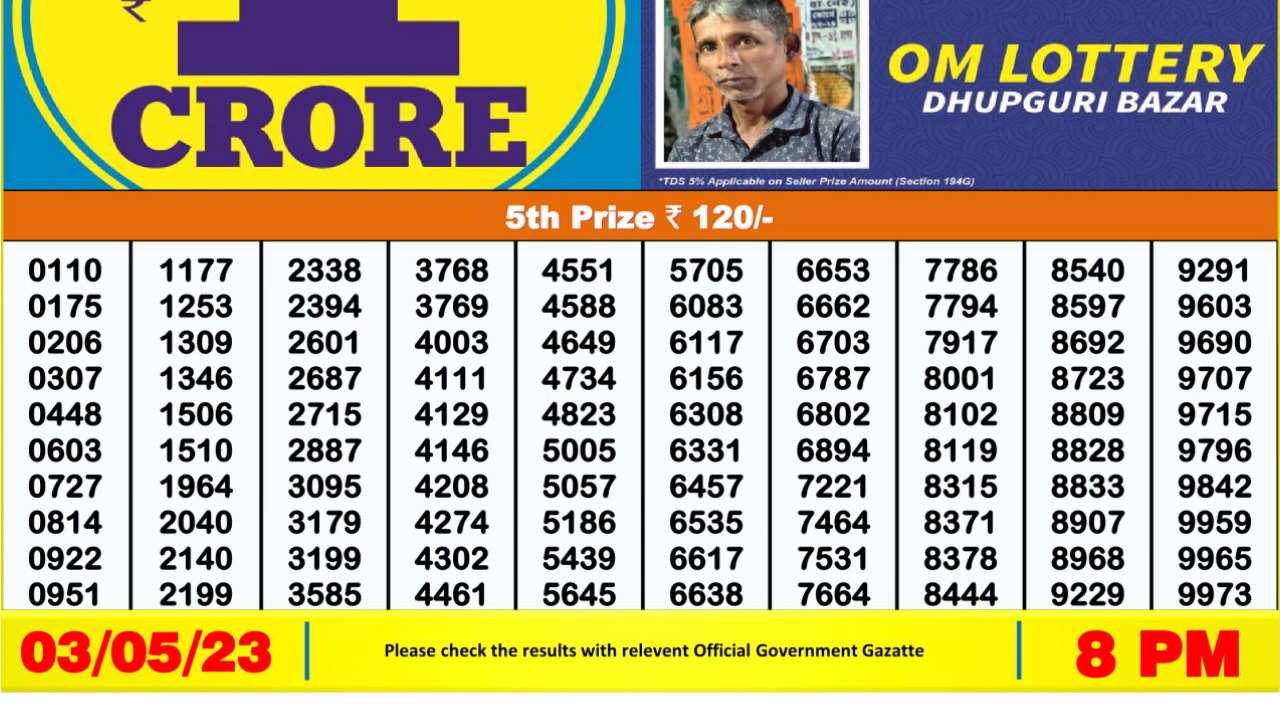 ₹ 1
CRORE
OM LOTTERY
DHUPGURI BAZAR
*TDS 5% Applicable on Seller Prize Amount (Section 194G)
5th Prize ₹ 120/-
0110 1177 2338 3768 4551 5705 6653 7786 8540 9291
0175 1253 2394 3769 4588 6083 6662 7794 8597 9603
0206 1309 2601 4003 4649 6117 6703 7917 8692 9690
0307 1346 2687 4111 4734 6156 6787 8001 8723 9707
0448 1506 2715 4129 4823 6308 6802 8102 8809 9715
0603 1510 2887 4146 5005 6331 6894 8119 8828 9796
0727 1964 3095 4208 5057 6457 7221 8315 8833 9842
0814 2040 3179 4274 5186 6535 7464 8371 8907 9959
0922 2140 3199 4302 5439 6617 7531 8378 8968 9965
0951 2199 3585 4461 5645 6638 7664 8444 9229 9973
03/05/23
Please check the results with relevent Official Government Gazatte
8 PM